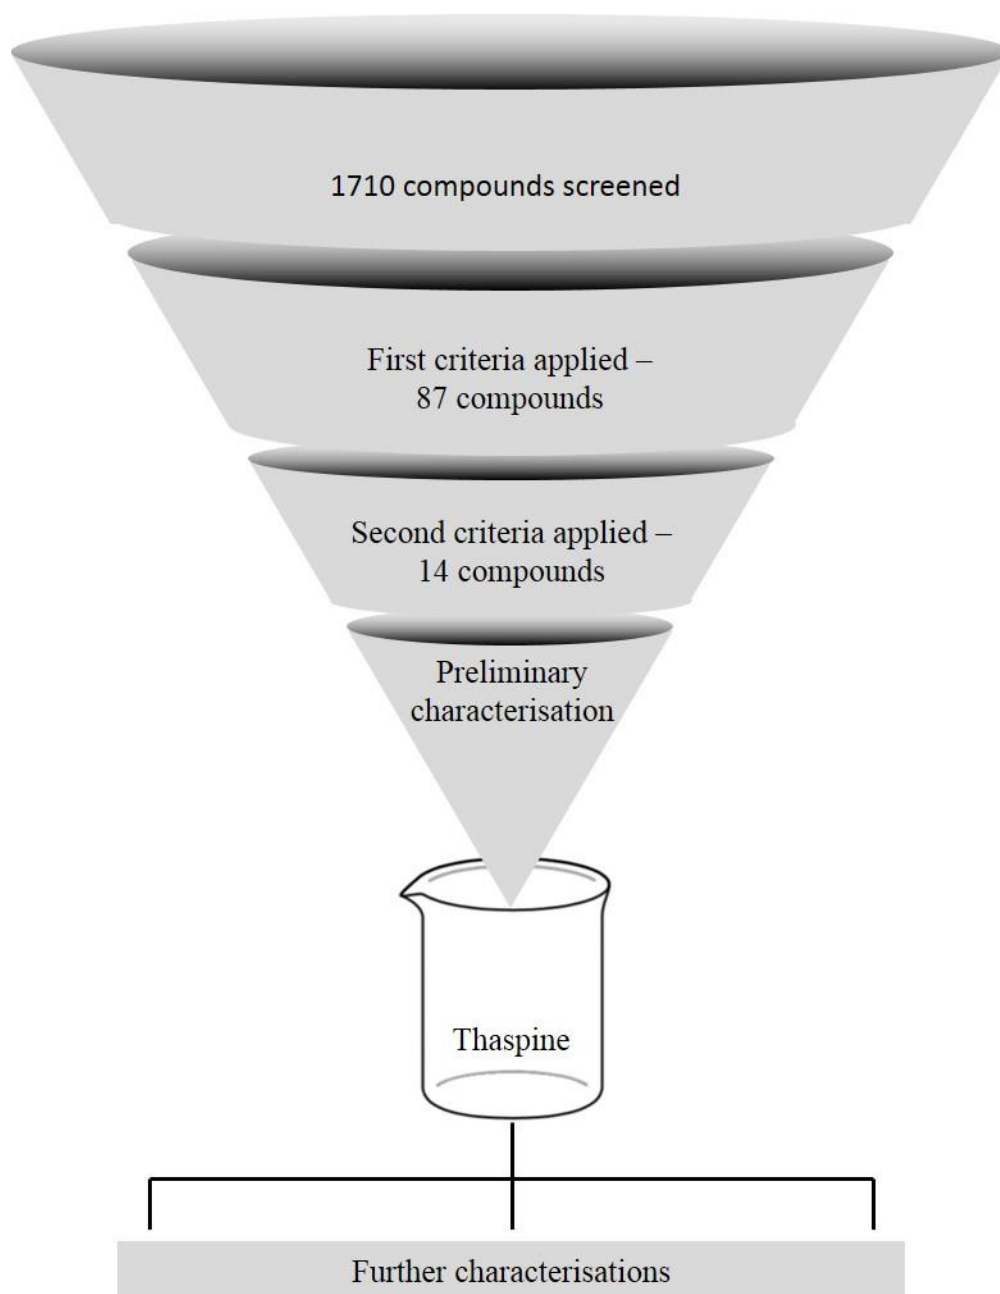 1710 compounds screened
First criteria applied –
87 compounds
Second criteria applied –
14 compounds
Preliminary
characterisation
Thaspine
Further characterisations